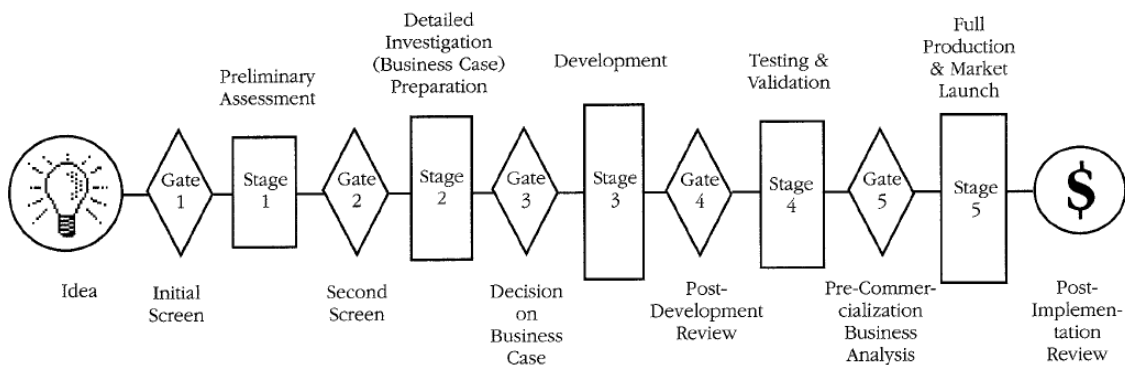 Preliminary
Assessment
Detailed
Investigation
(Business Case)
Preparation
Development
Testing &
Validation
Full
Production
& Market
Launch
Gate
1
Stage
1
Gate
2
Stage
2
Gate
3
Stage
3
Gate
4
Stage
4
Gate
5
Stage
5
$
Idea
Initial
Screen
Second
Screen
Decision
on
Business
Case
Post-
Development
Review
Pre-Commer-
cialization
Business
Analysis
Post-
Implemen-
tation
Review